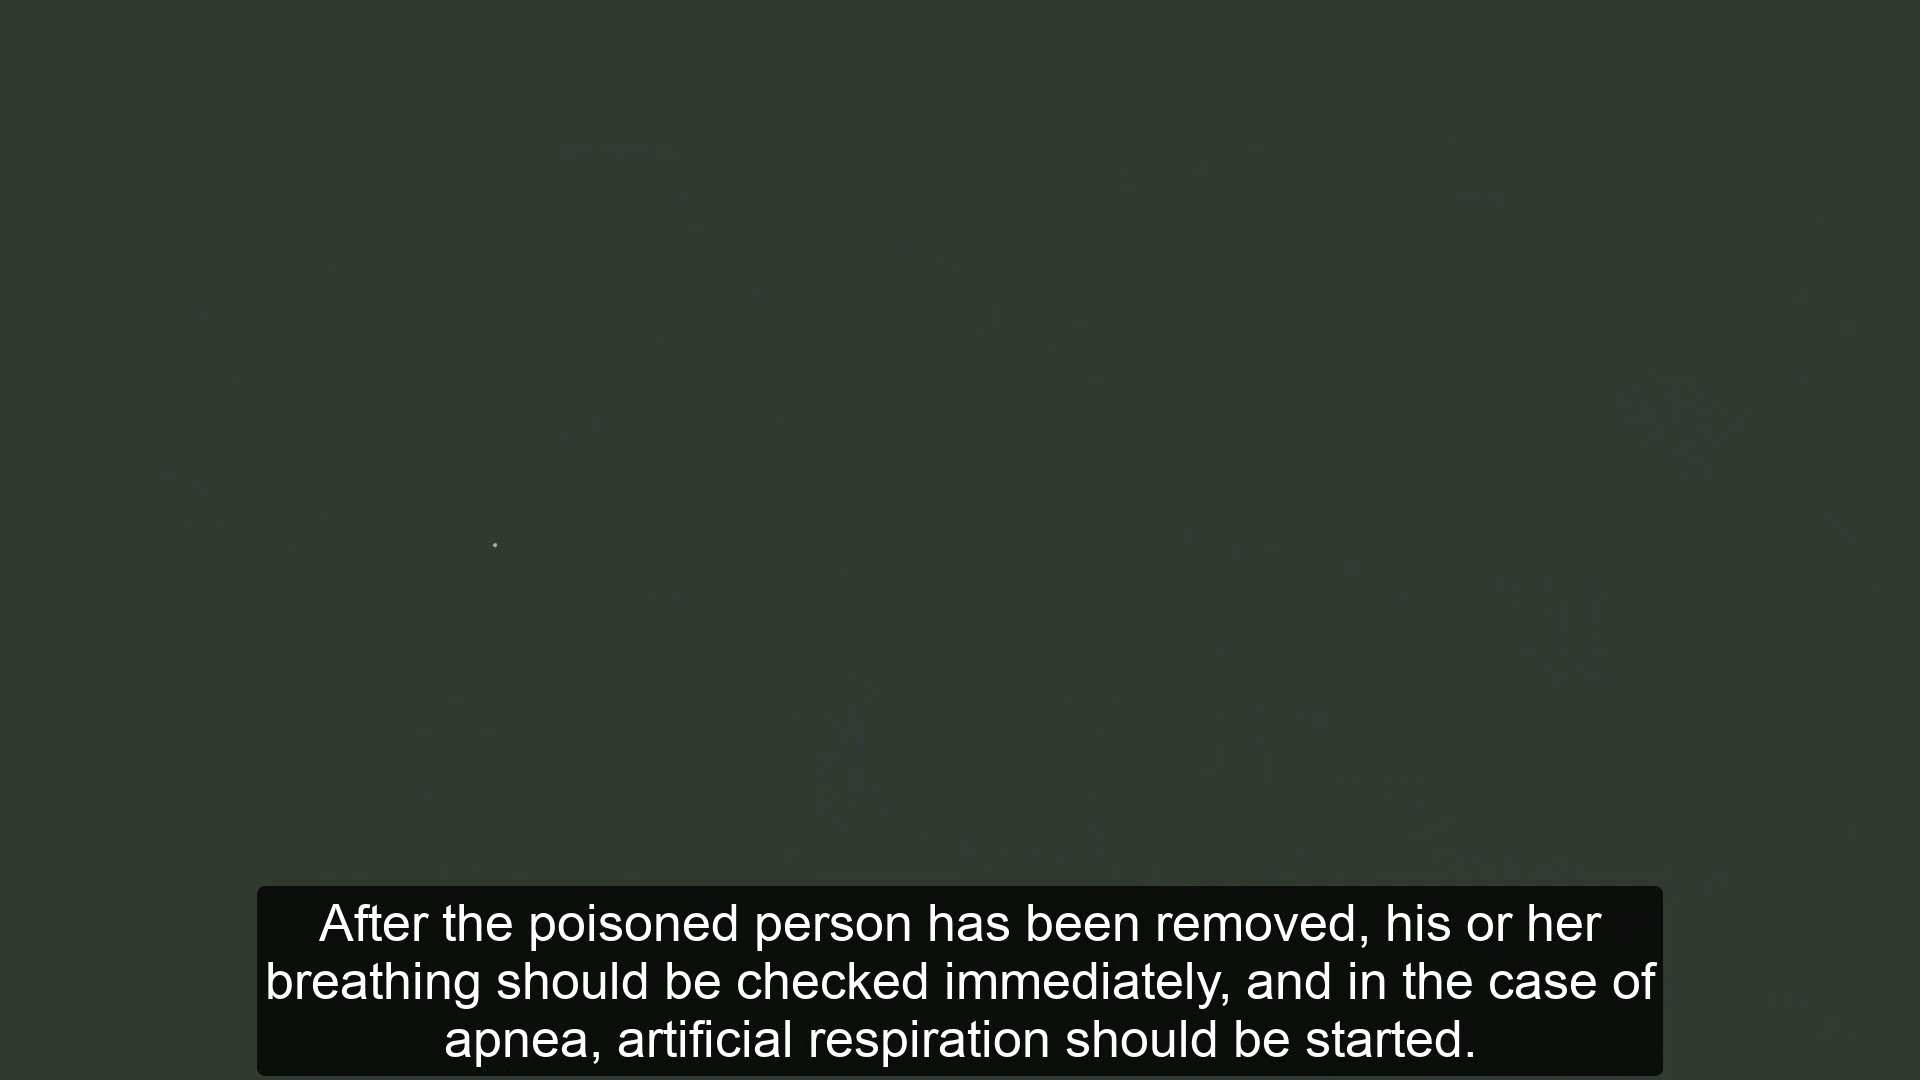 After the poisoned person has been removed, his or her
breathing should be checked immediately, and in the case of
apnea, artificial respiration should be started.